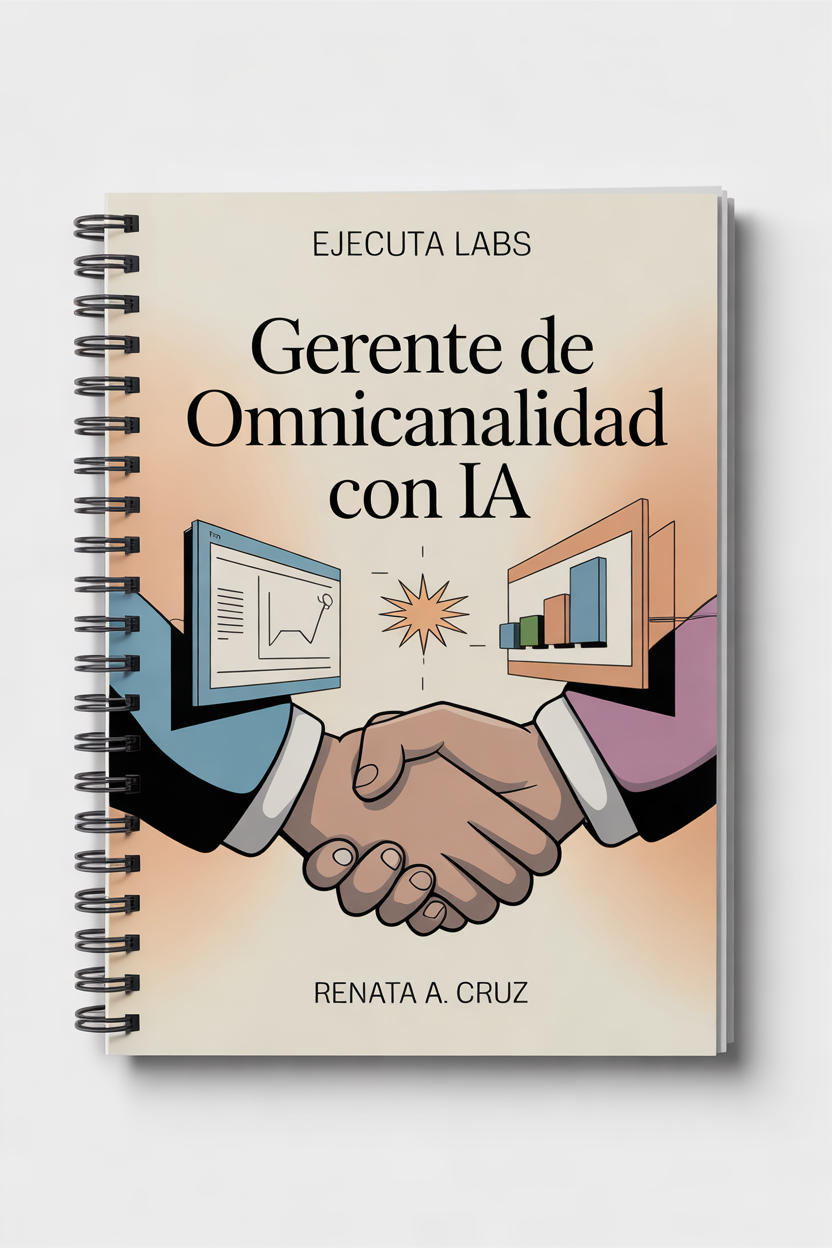 EJECUTA LABS
Gerente de
Omnicanalidad
con IA
RENATA A. CRUZ